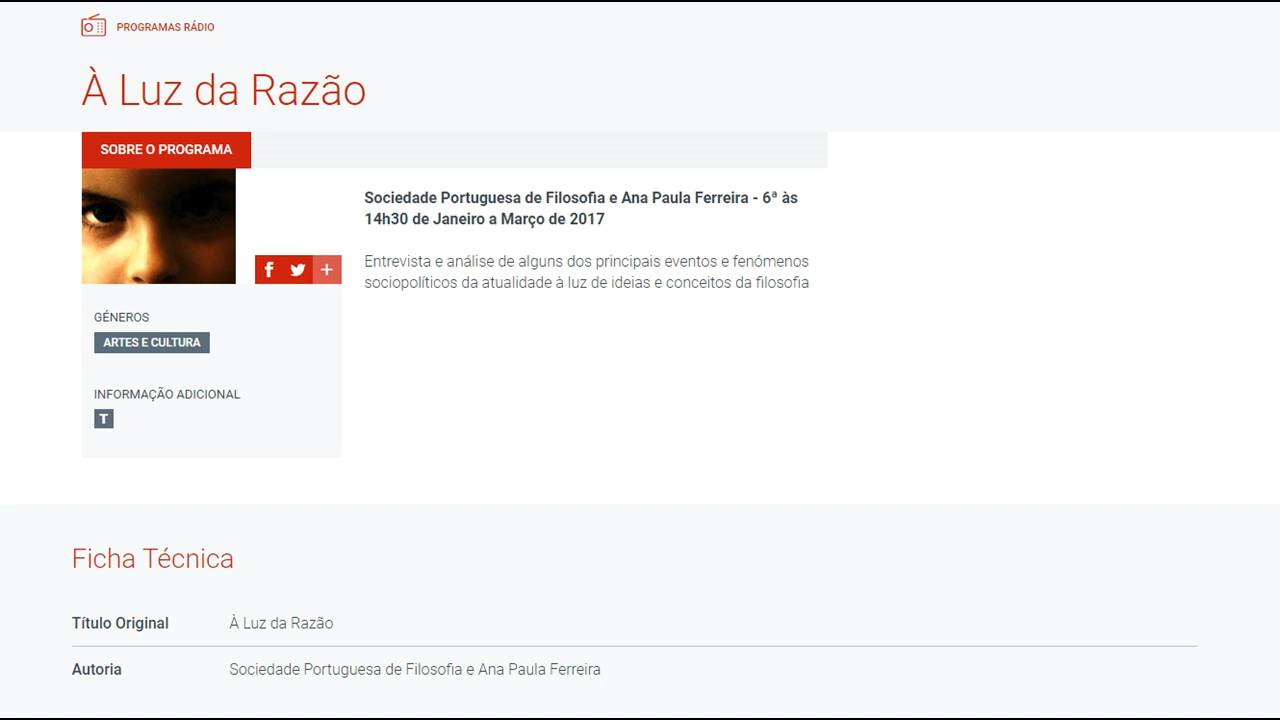 PROGRAMAS RÁDIO
À Luz da Razão
SOBRE O PROGRAMA
Sociedade Portuguesa de Filosofia e Ana Paula Ferreira - 6ª às
14h30 de Janeiro a Março de 2017
Entrevista e análise de alguns dos principais eventos e fenómenos
sociopolíticos da atualidade à luz de ideias e conceitos da filosofia
GÉNEROS
ARTES E CULTURA
INFORMAÇÃO ADICIONAL
T
Ficha Técnica
Título Original À Luz da Razão
Autoria Sociedade Portuguesa de Filosofia e Ana Paula Ferreira